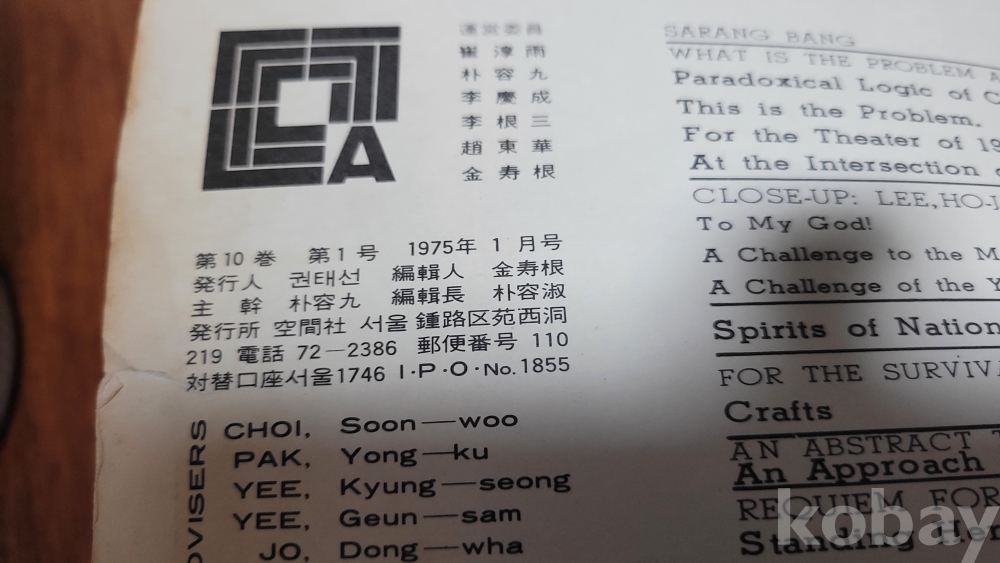 A
運営委員
崔淳雨
朴容九
李慶成
李根三
趙東華
金寿根
第10巻 第1号 1975年 1月号
発行人 권태선 編輯人 金寿根
主幹 朴容九 編輯長 朴容淑
発行所 空間社 서울 鍾路区苑西洞
219 電話 72-2386 郵便番号 110
対替口座서울1746 I·P·O·No.1855
CHOI, Soon-woo
PAK, Yong-ku
YEE, Kyung-seong
YEE, Geun-sam
JO, Dong-wha
SARANG BANG
WHAT IS THE PROBLEM
Paradoxical Logic of
This is the Problem.
For the Theater of
At the Intersection
CLOSE-UP: LEE, HO-J
To My God!
A Challenge to the
A Challenge of the
Spirits of
FOR THE
Crafts
AN ABSTRACT
An Approach
REQUIEM FOR
Standing
kobay